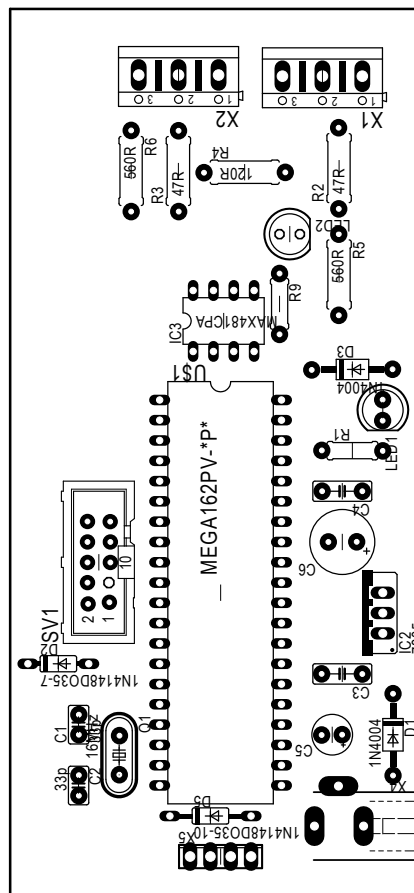 3 2 1
X2
3 2 1
X1
560R
R6
R3
47R
R4
120R
R2
47R
LED2
560R
R5
R9
IC3
MAX481CPA
U$1
D3
1N4004
LED1
R1
_MEGA162PV-*P*
C4
C6
+
10
2 1
SV1
IC2
D2
1N4148DO35-7
C3
C1
Q1
C5
+
1N4004
D1
33p
C2
X4
D5
1N4148DO35-10
X5